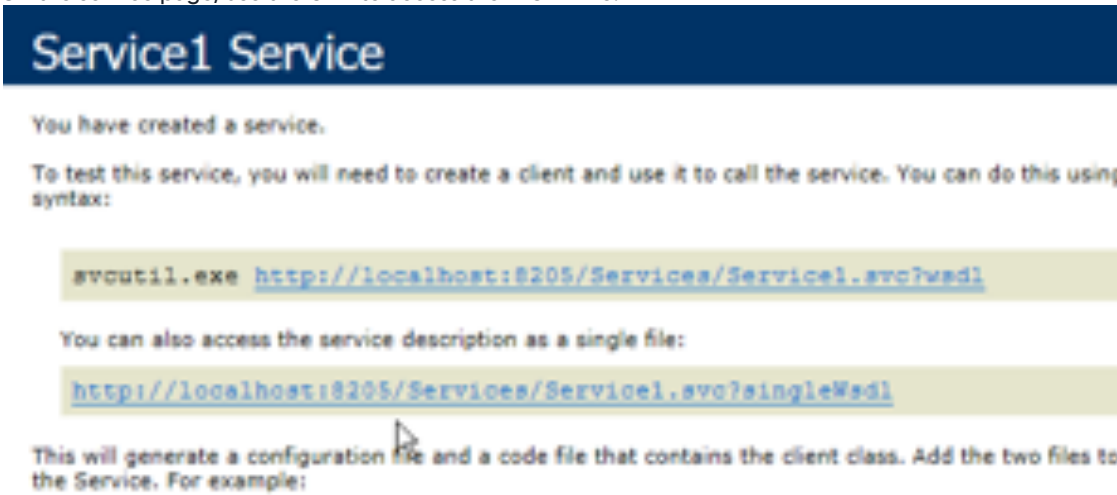 Service1 Service
You have created a service.
To test this service, you will need to create a client and use it to call the service. You can do this using
syntax:
svcutil.exe http://localhost:8205/Services/Service1.svc?wsdl
You can also access the service description as a single file:
http://localhost:8205/Services/Service1.svc?singleWsdl
This will generate a configuration file and a code file that contains the client class. Add the two files to
the Service. For example: